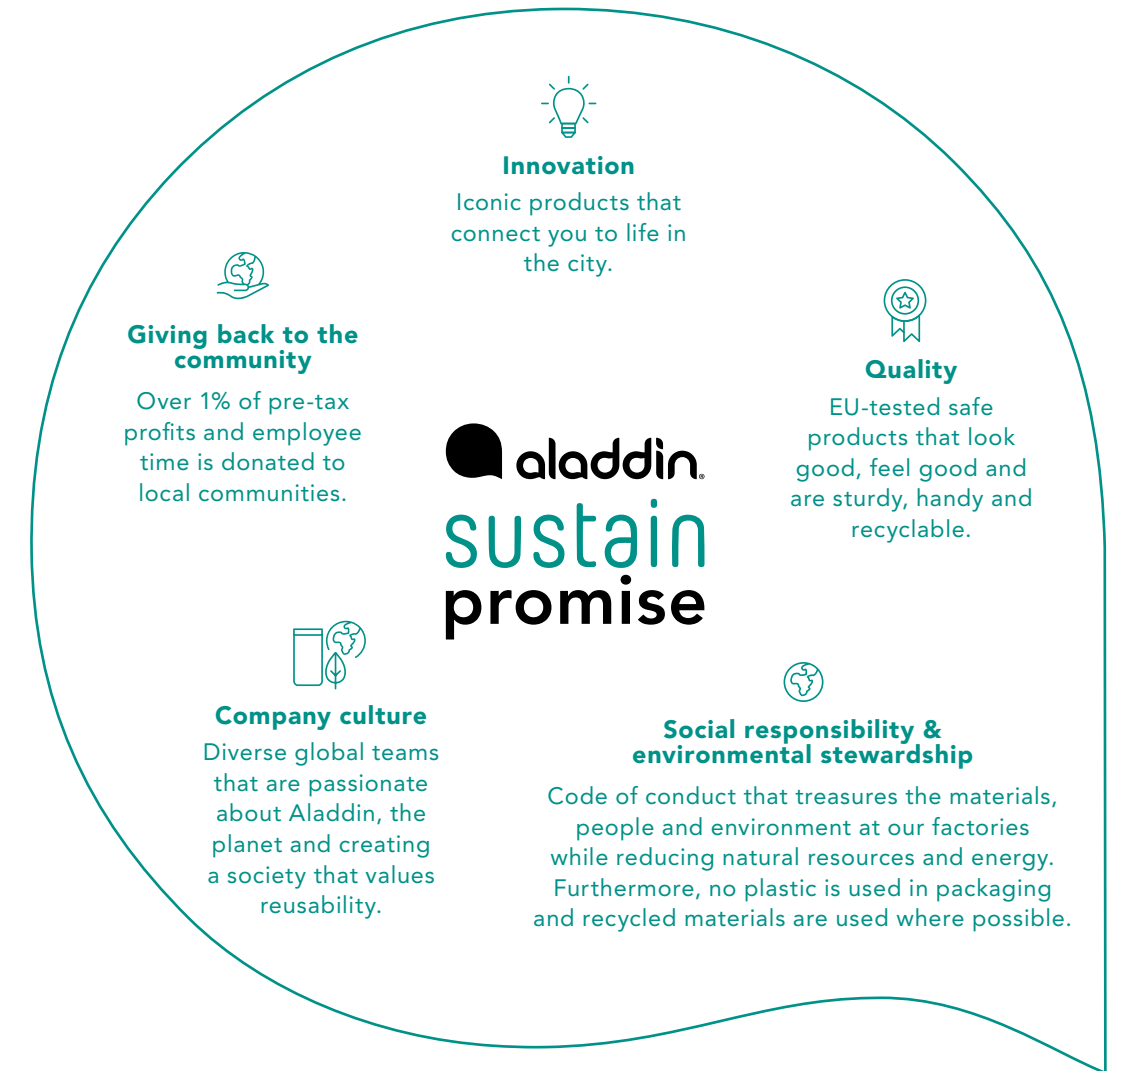 Innovation
Iconic products that
connect you to life in
the city.
Giving back to the
community
Over 1% of pre-tax
profits and employee
time is donated to
local communities.
Quality
EU-tested safe
products that look
good, feel good and
are sturdy, handy and
recyclable.
aladdin®
sustain
promise
Company culture
Diverse global teams
that are passionate
about Aladdin, the
planet and creating
a society that values
reusability.
Social responsibility &
environmental stewardship
Code of conduct that treasures the materials,
people and environment at our factories
while reducing natural resources and energy.
Furthermore, no plastic is used in packaging
and recycled materials are used where possible.